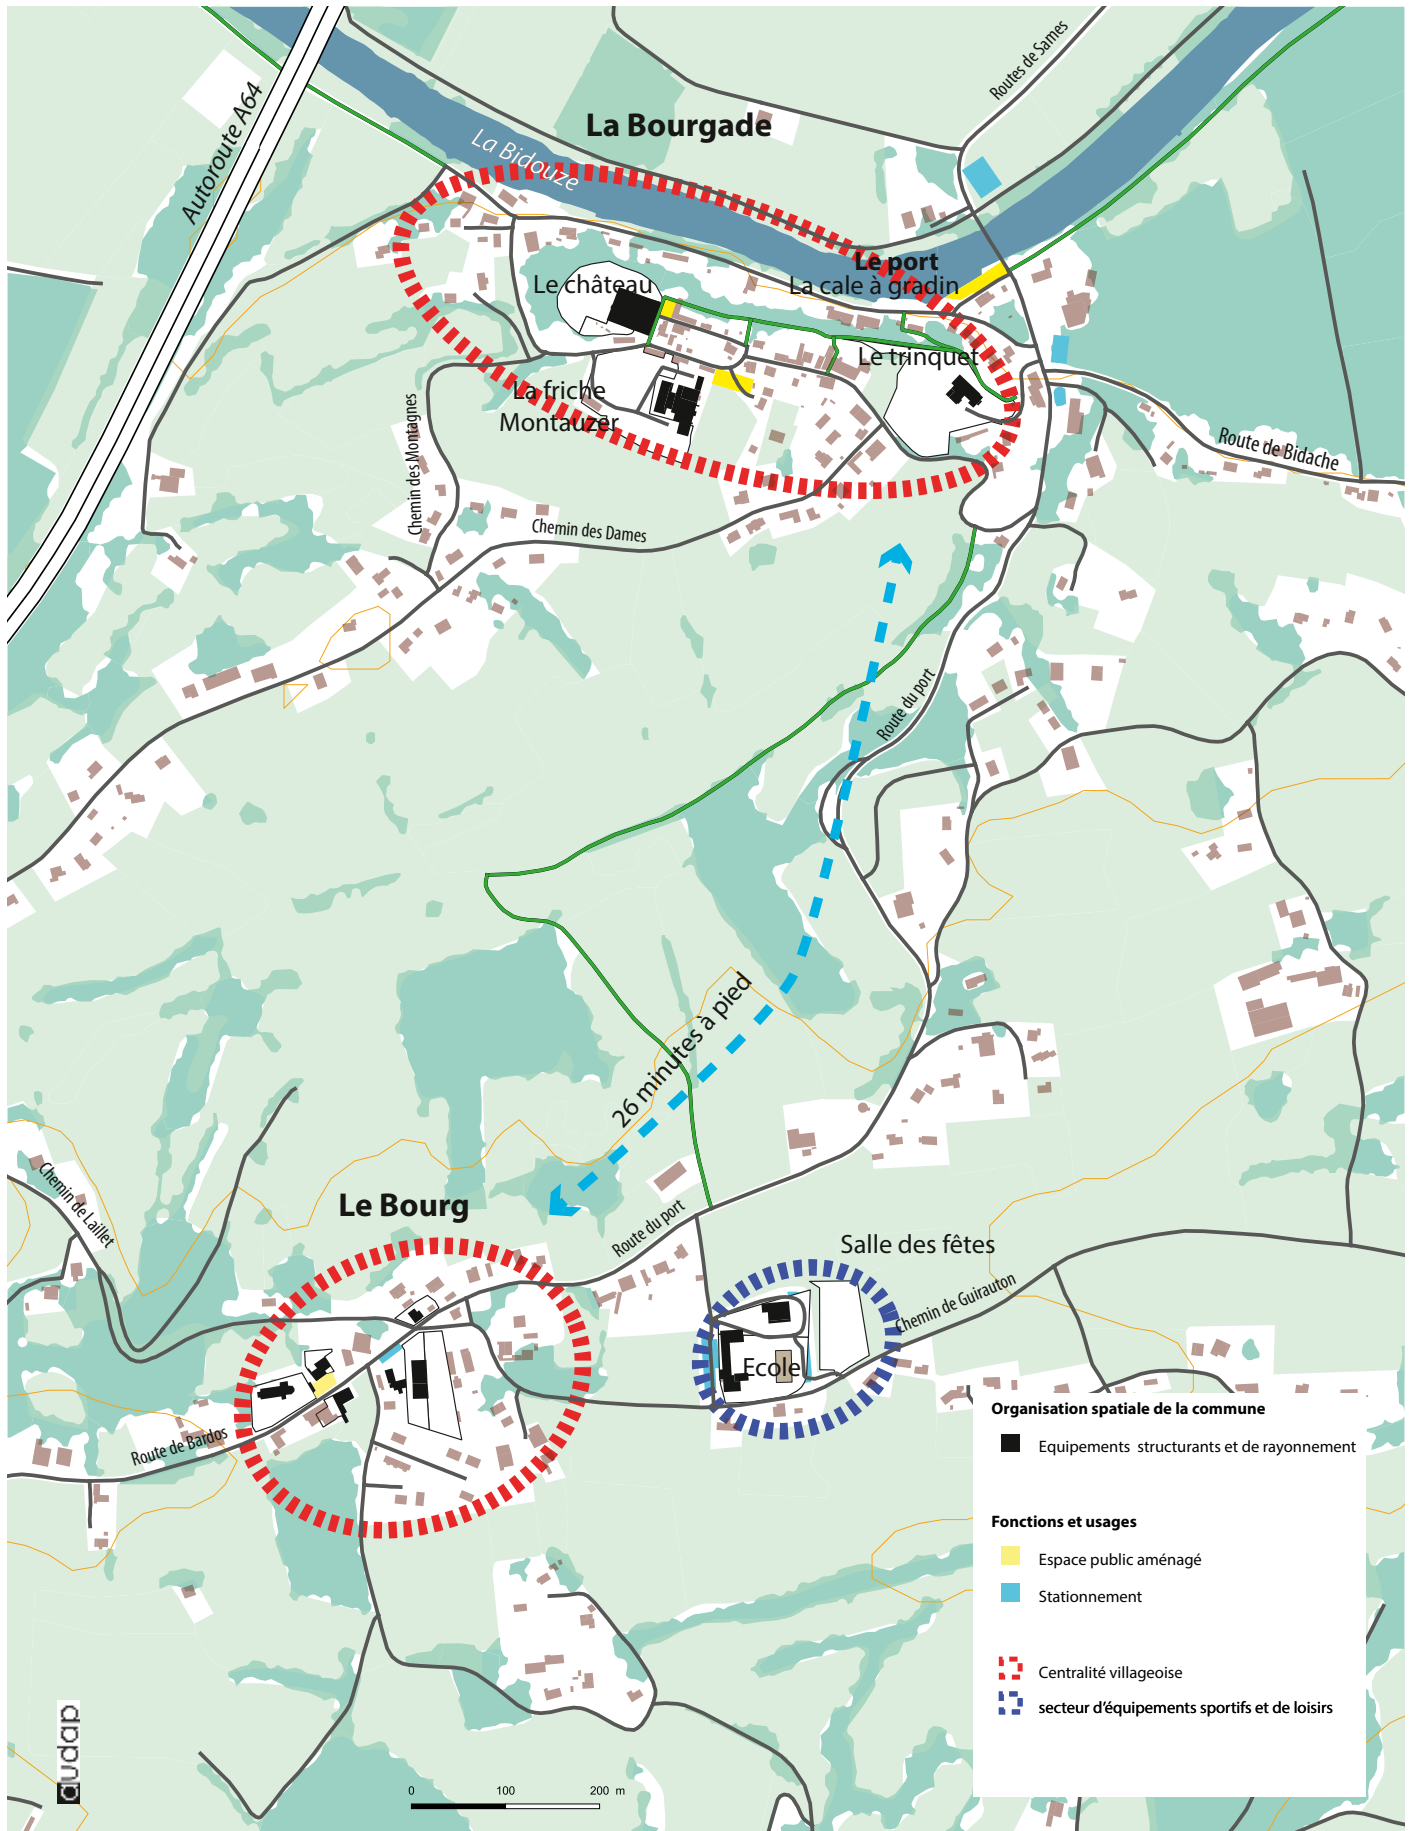 Autoroute A64
La Bidouze
La Bourgade
Routes de Sames
Le port
La cale à gradin
Le château
Le trinquet
La friche
Montauzer
Chemin des Montagnes
Chemin des Dames
Route de Bidache
Route du port
26 minutes à pied
Chemin de Laillet
Le Bourg
Route du port
Salle des fêtes
Chemin de Guirauton
Ecole
Route de Bardos
Organisation spatiale de la commune
Equipements structurants et de rayonnement
Fonctions et usages
Espace public aménagé
Stationnement
Centralité villageoise
secteur d'équipements sportifs et de loisirs
dudap
0 100 200 m